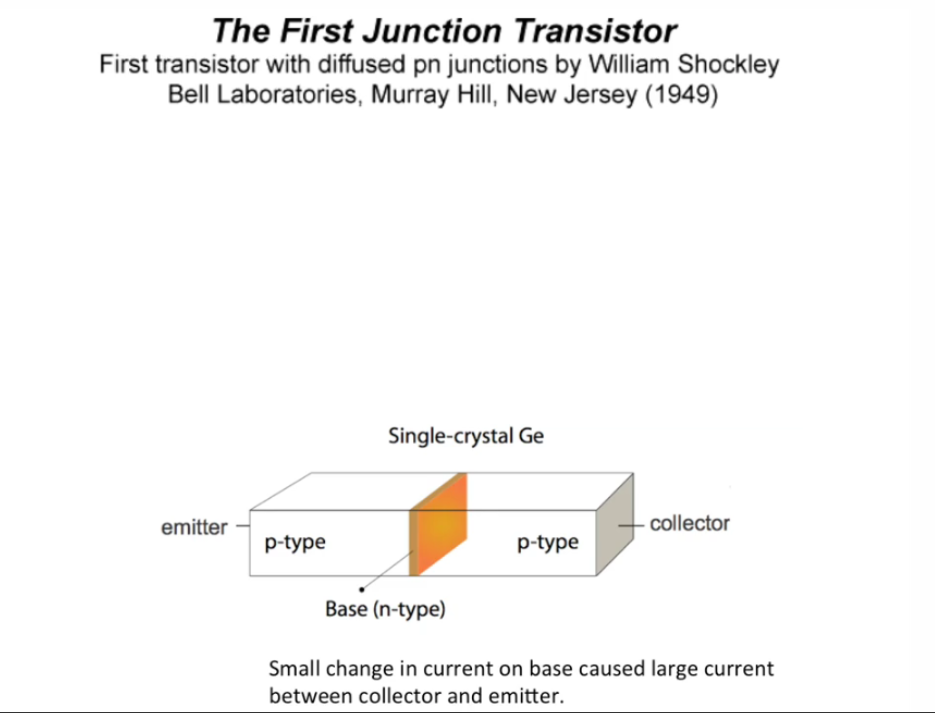 The First Junction Transistor
First transistor with diffused pn junctions by William Shockley
Bell Laboratories, Murray Hill, New Jersey (1949)
Single-crystal Ge
emitter
p-type
p-type
collector
Base (n-type)
Small change in current on base caused large current
between collector and emitter.